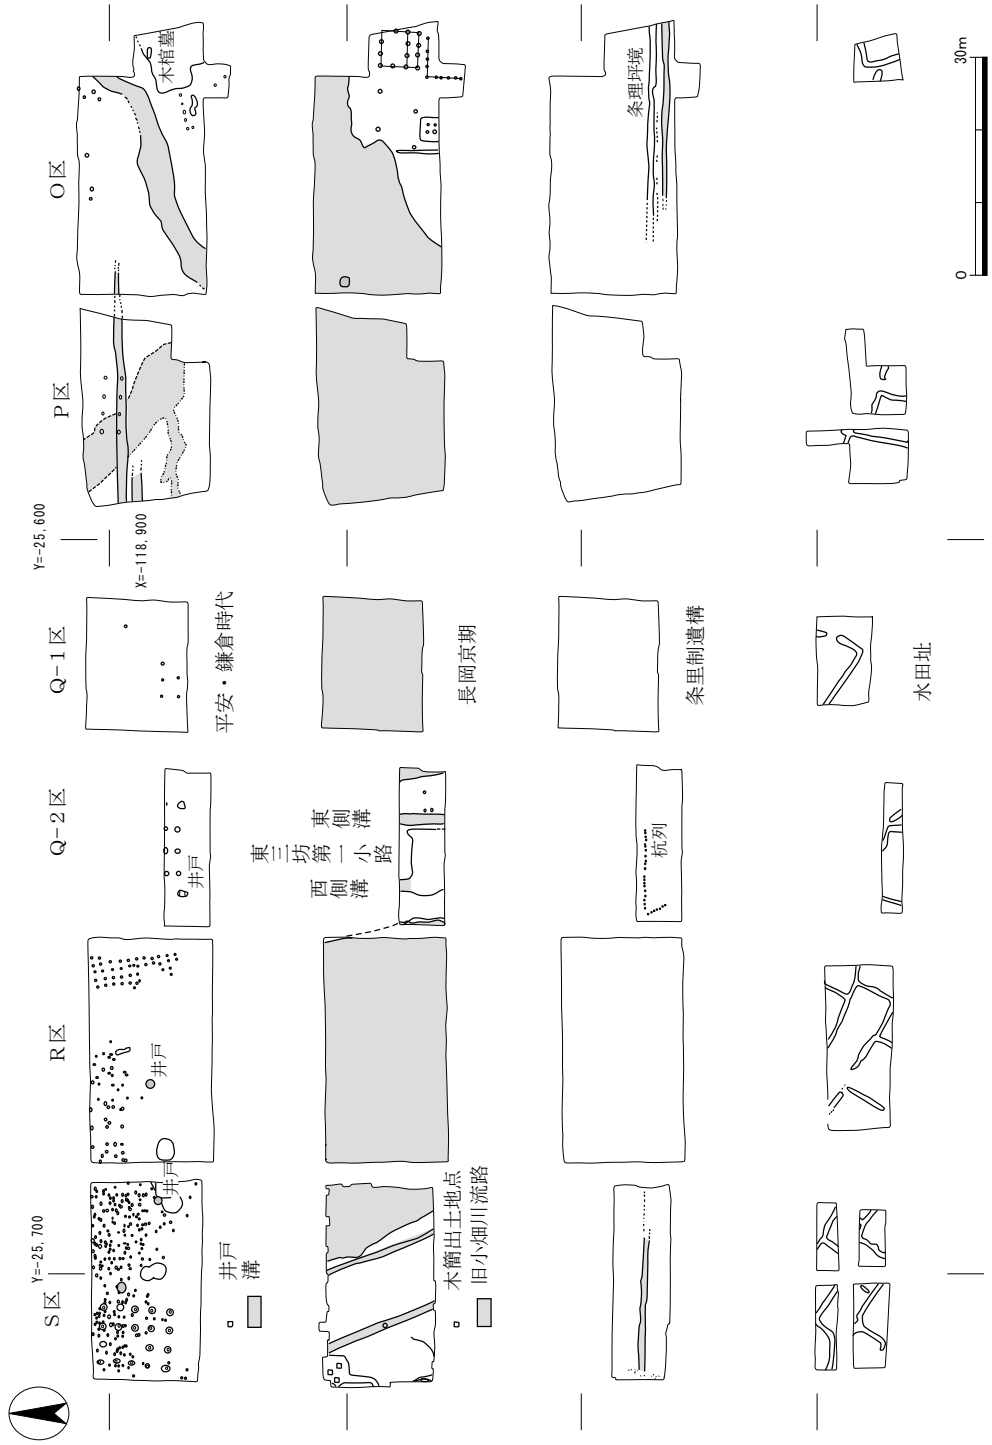 S区
R区
Q-2区
Q-1区
P区
O区
Y=-25,700
Y=-25,600
X=-118,900
井戸
井戸
井戸
木棺墓
井戸
溝
平安・鎌倉時代
西側溝
東三坊第一小路
東側溝
木簡出土地点
旧小畑川流路
長岡京期
杭列
条理坪境
条里制遺構
水田址
0
30m